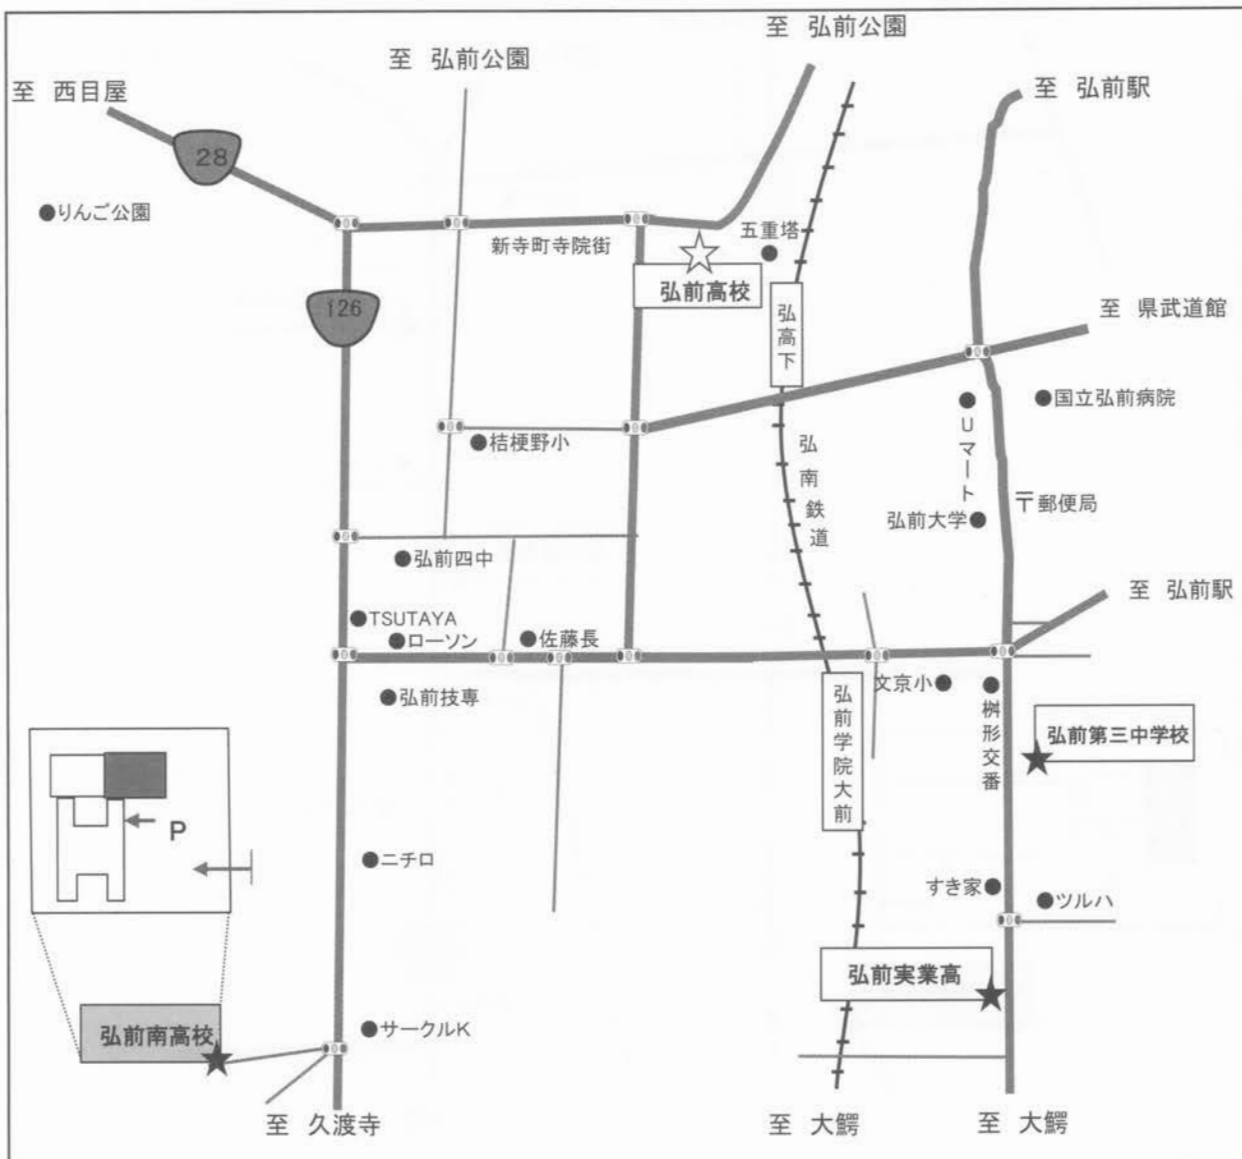 至 弘前公園
至 弘前公園
至 西目屋
至 弘前駅
28
りんご公園
新寺町寺院街
五重塔
弘前高校
126
弘高下
至 県武道館
国立弘前病院
Uマート
桔梗野小
弘南鉄道
〒郵便局
弘前大学
弘前四中
至 弘前駅
TSUTAYA
ローソン
佐藤長
文京小
弘前技専
弘前学院大前
桝形交番
弘前第三中学校
P
ニチロ
すき家
ツルハ
弘前実業高
弘前南高校
サークルK
至 久渡寺
至 大鰐
至 大鰐